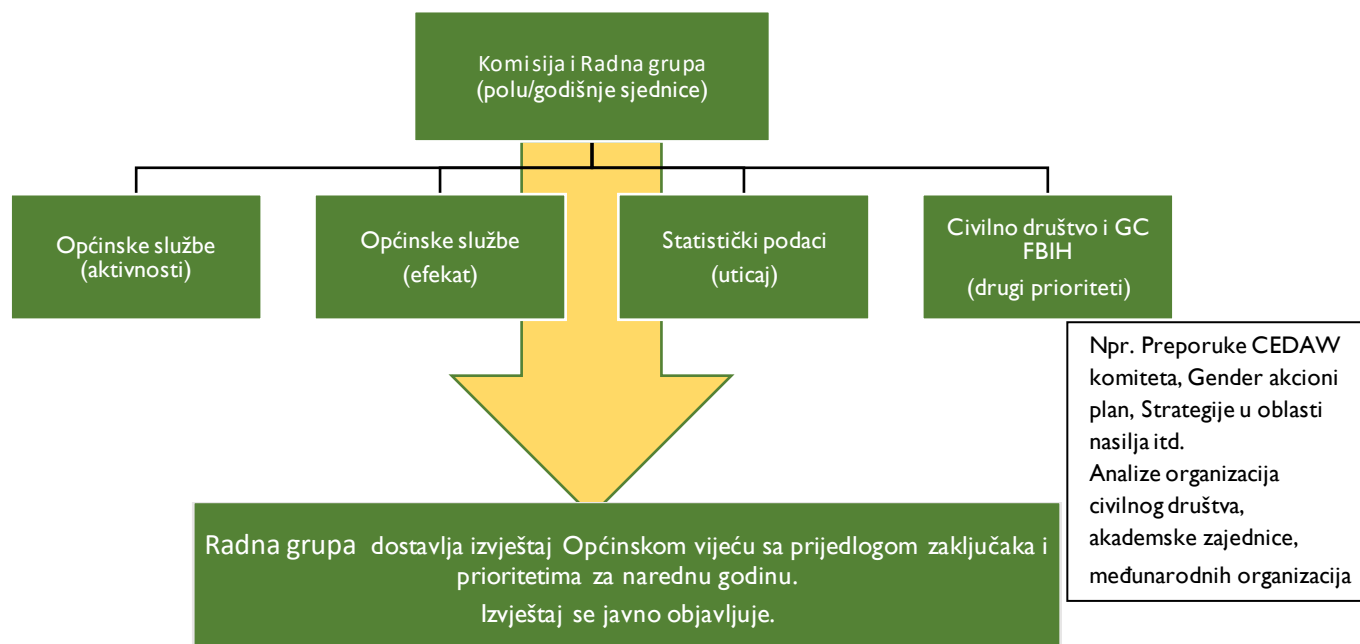 Komisija i Radna grupa
(polu/godišnje sjednice)
Općinske službe
(aktivnosti)
Općinske službe
(efekat)
Statistički podaci
(uticaj)
Civilno društvo i GC
FBIH
(drugi prioriteti)
Npr. Preporuke CEDAW
komiteta, Gender akcioni
plan, Strategije u oblasti
nasilja itd.
Analize organizacija
civilnog društva,
akademske zajednice,
međunarodnih organizacija
Radna grupa dostavlja izvještaj Općinskom vijeću sa prijedlogom zaključaka i
prioritetima za narednu godinu.
Izvještaj se javno objavljuje.